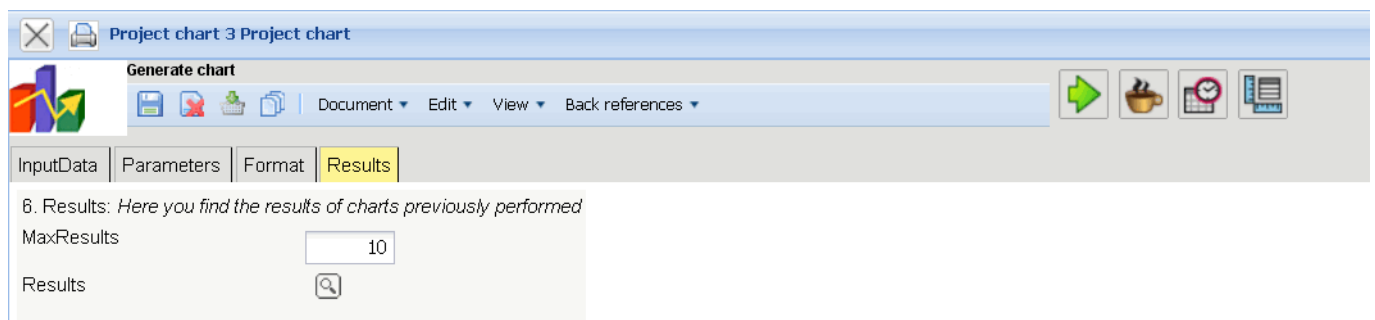 Project chart 3 Project chart
Generate chart
Document Edit View Back references
InputData Parameters Format Results
6. Results: Here you find the results of charts previously performed
MaxResults 10
Results